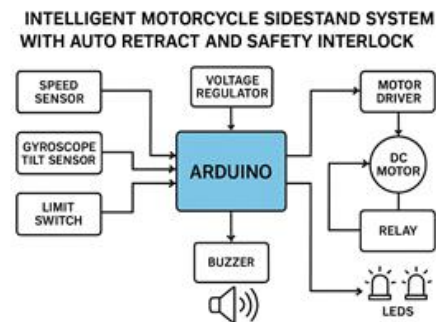 INTELLIGENT MOTORCYCLE SIDESTAND SYSTEM
WITH AUTO RETRACT AND SAFETY INTERLOCK
SPEED
SENSOR
VOLTAGE
REGULATOR
MOTOR
DRIVER
GYROSCOPE
TILT SENSOR
ARDUINO
DC
MOTOR
LIMIT
SWITCH
RELAY
BUZZER
LEDS